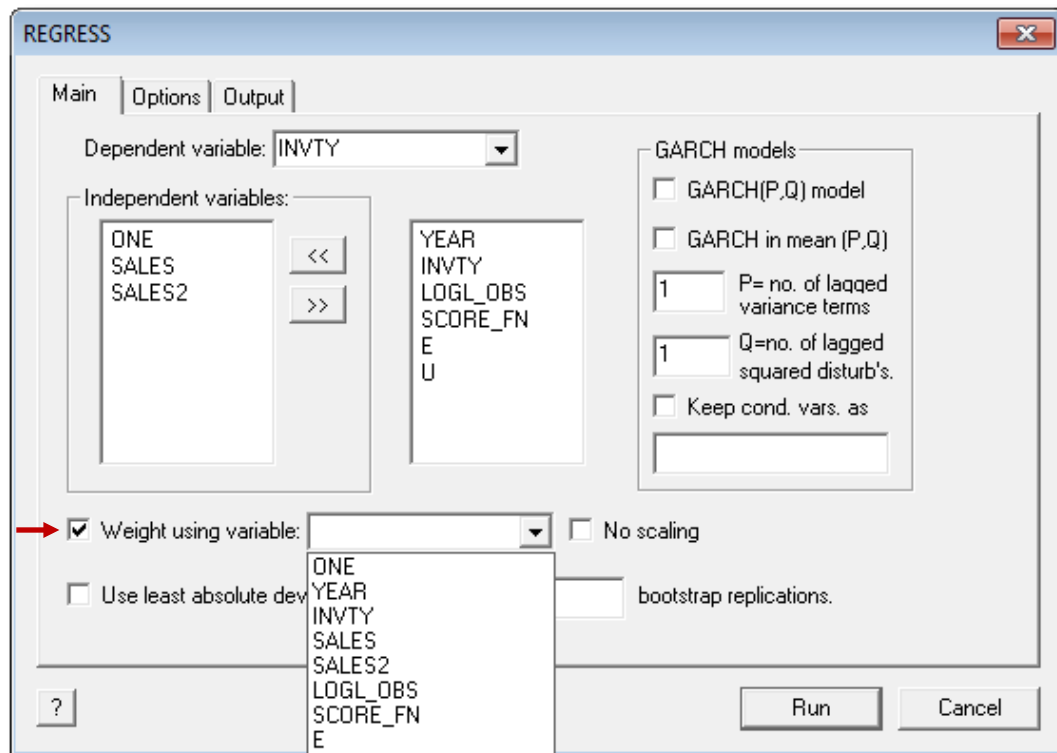 REGRESS
Main
Options
Output
Dependent variable: INVTY
Independent variables:
ONE
SALES
SALES2
<<
>>
YEAR
INVTY
LOGL_OBS
SCORE_FN
E
U
GARCH models
GARCH(P,Q) model
GARCH in mean (P,Q)
1 P= no. of lagged
variance terms
1 Q=no. of lagged
squared disturb's.
Keep cond. vars. as
Weight using variable: No scaling
ONE
YEAR
INVTY
SALES
SALES2
LOGL_OBS
SCORE_FN
E
Use least absolute dev bootstrap replications.
? Run Cancel